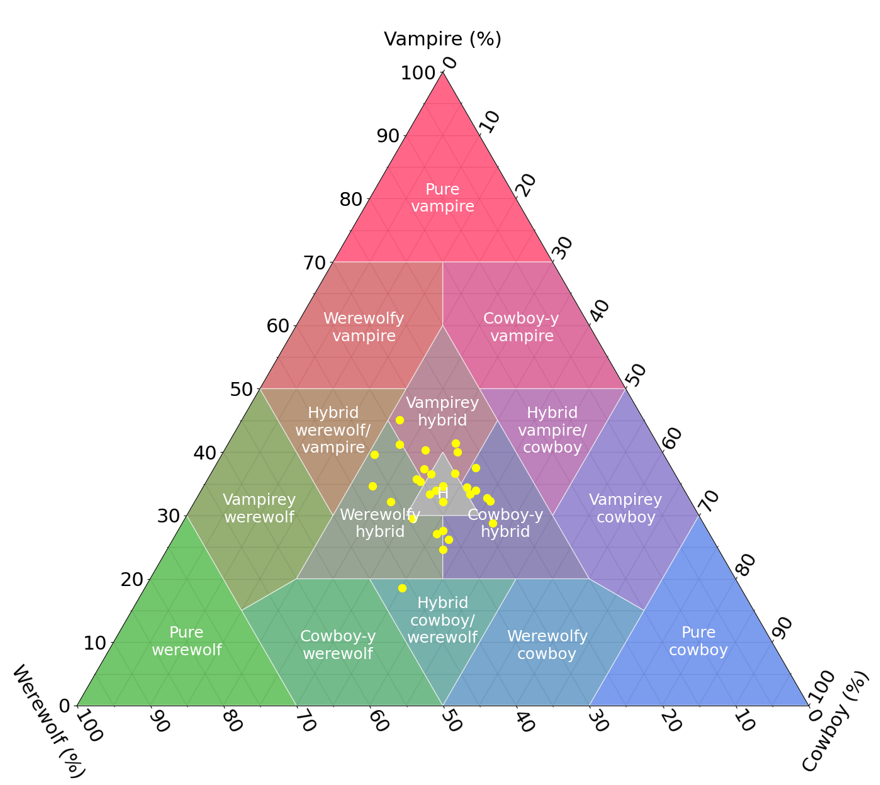 Vampire (%)
100
0
90
10
Pure
vampire
80
20
70
30
Werewolfy
vampire
Cowboy-y
vampire
60
40
50
50
Vampirey
hybrid
Hybrid
werewolf/
vampire
Hybrid
vampire/
cowboy
40
60
Vampirey
werewolf
H
Vampirey
cowboy
30
70
Werewolfy
hybrid
Cowboy-y
hybrid
20
80
Hybrid
cowboy/
werewolf
Pure
werewolf
Cowboy-y
werewolf
Werewolfy
cowboy
Pure
cowboy
10
90
0
100
Werewolf (%)
100
90
80
70
60
50
40
30
20
10
0
Cowboy (%)